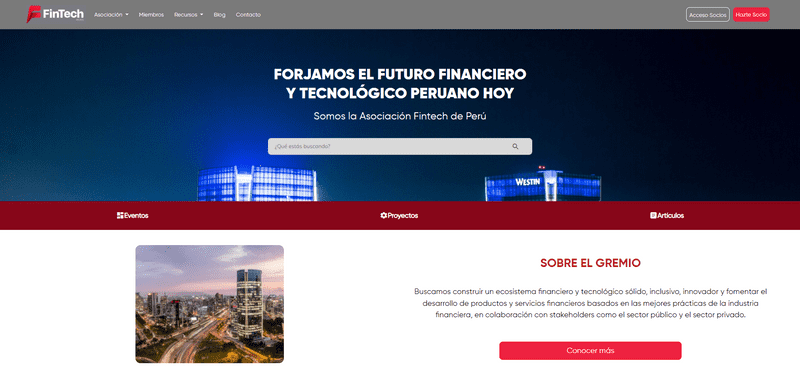 FinTech
Asociación
Miembros
Recursos
Blog
Contacto
Acceso Socios
Hazte Socio
FORJAMOS EL FUTURO FINANCIERO
Y TECNOLÓGICO PERUANO HOY
Somos la Asociación Fintech de Perú
¿Qué estás buscando?
WESTIN
Eventos
Proyectos
Artículos
SOBRE EL GREMIO
Buscamos construir un ecosistema financiero y tecnológico sólido, inclusivo, innovador y fomentar el
desarrollo de productos y servicios financieros basados en las mejores prácticas de la industria
financiera, en colaboración con stakeholders como el sector público y el sector privado.
Conocer más